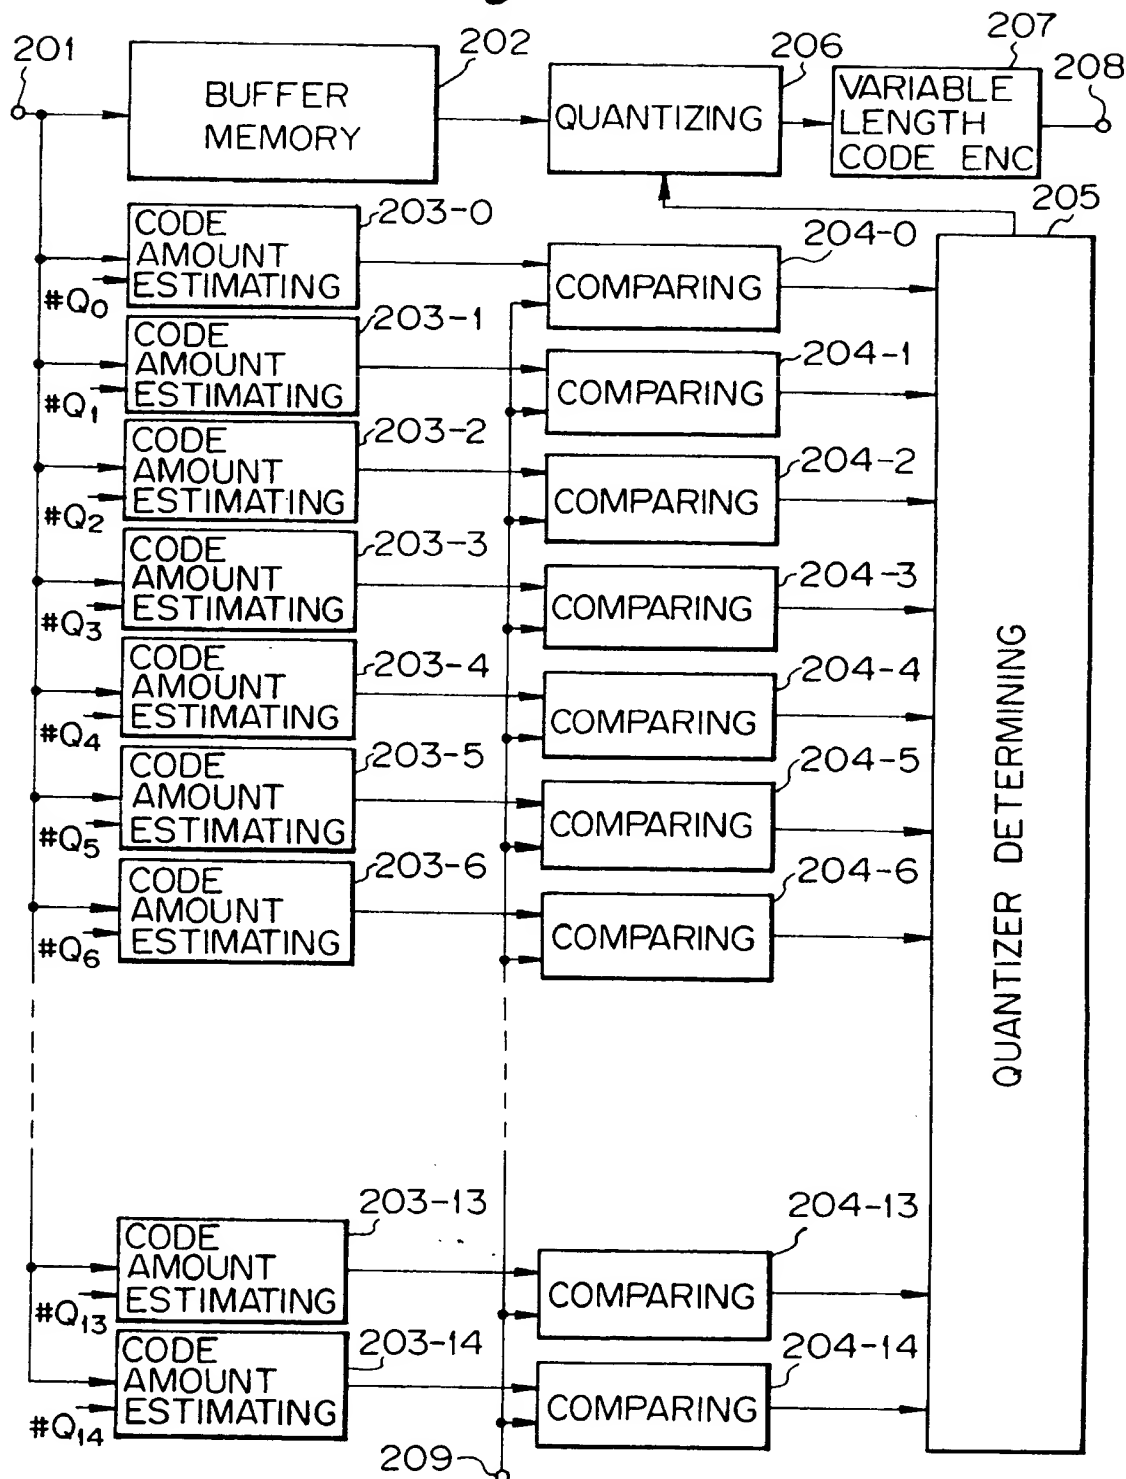 201
BUFFER
MEMORY
202
QUANTIZING
206
VARIABLE
LENGTH
CODE ENC
207
208
CODE
AMOUNT
ESTIMATING
203-0
#Q0
COMPARING
204-0
205
CODE
AMOUNT
ESTIMATING
203-1
#Q1
COMPARING
204-1
CODE
AMOUNT
ESTIMATING
203-2
#Q2
COMPARING
204-2
CODE
AMOUNT
ESTIMATING
203-3
#Q3
COMPARING
204-3
CODE
AMOUNT
ESTIMATING
203-4
#Q4
COMPARING
204-4
CODE
AMOUNT
ESTIMATING
203-5
#Q5
COMPARING
204-5
CODE
AMOUNT
ESTIMATING
203-6
#Q6
COMPARING
204-6
QUANTIZER DETERMINING
CODE
AMOUNT
ESTIMATING
203-13
#Q13
COMPARING
204-13
CODE
AMOUNT
ESTIMATING
203-14
#Q14
COMPARING
204-14
209